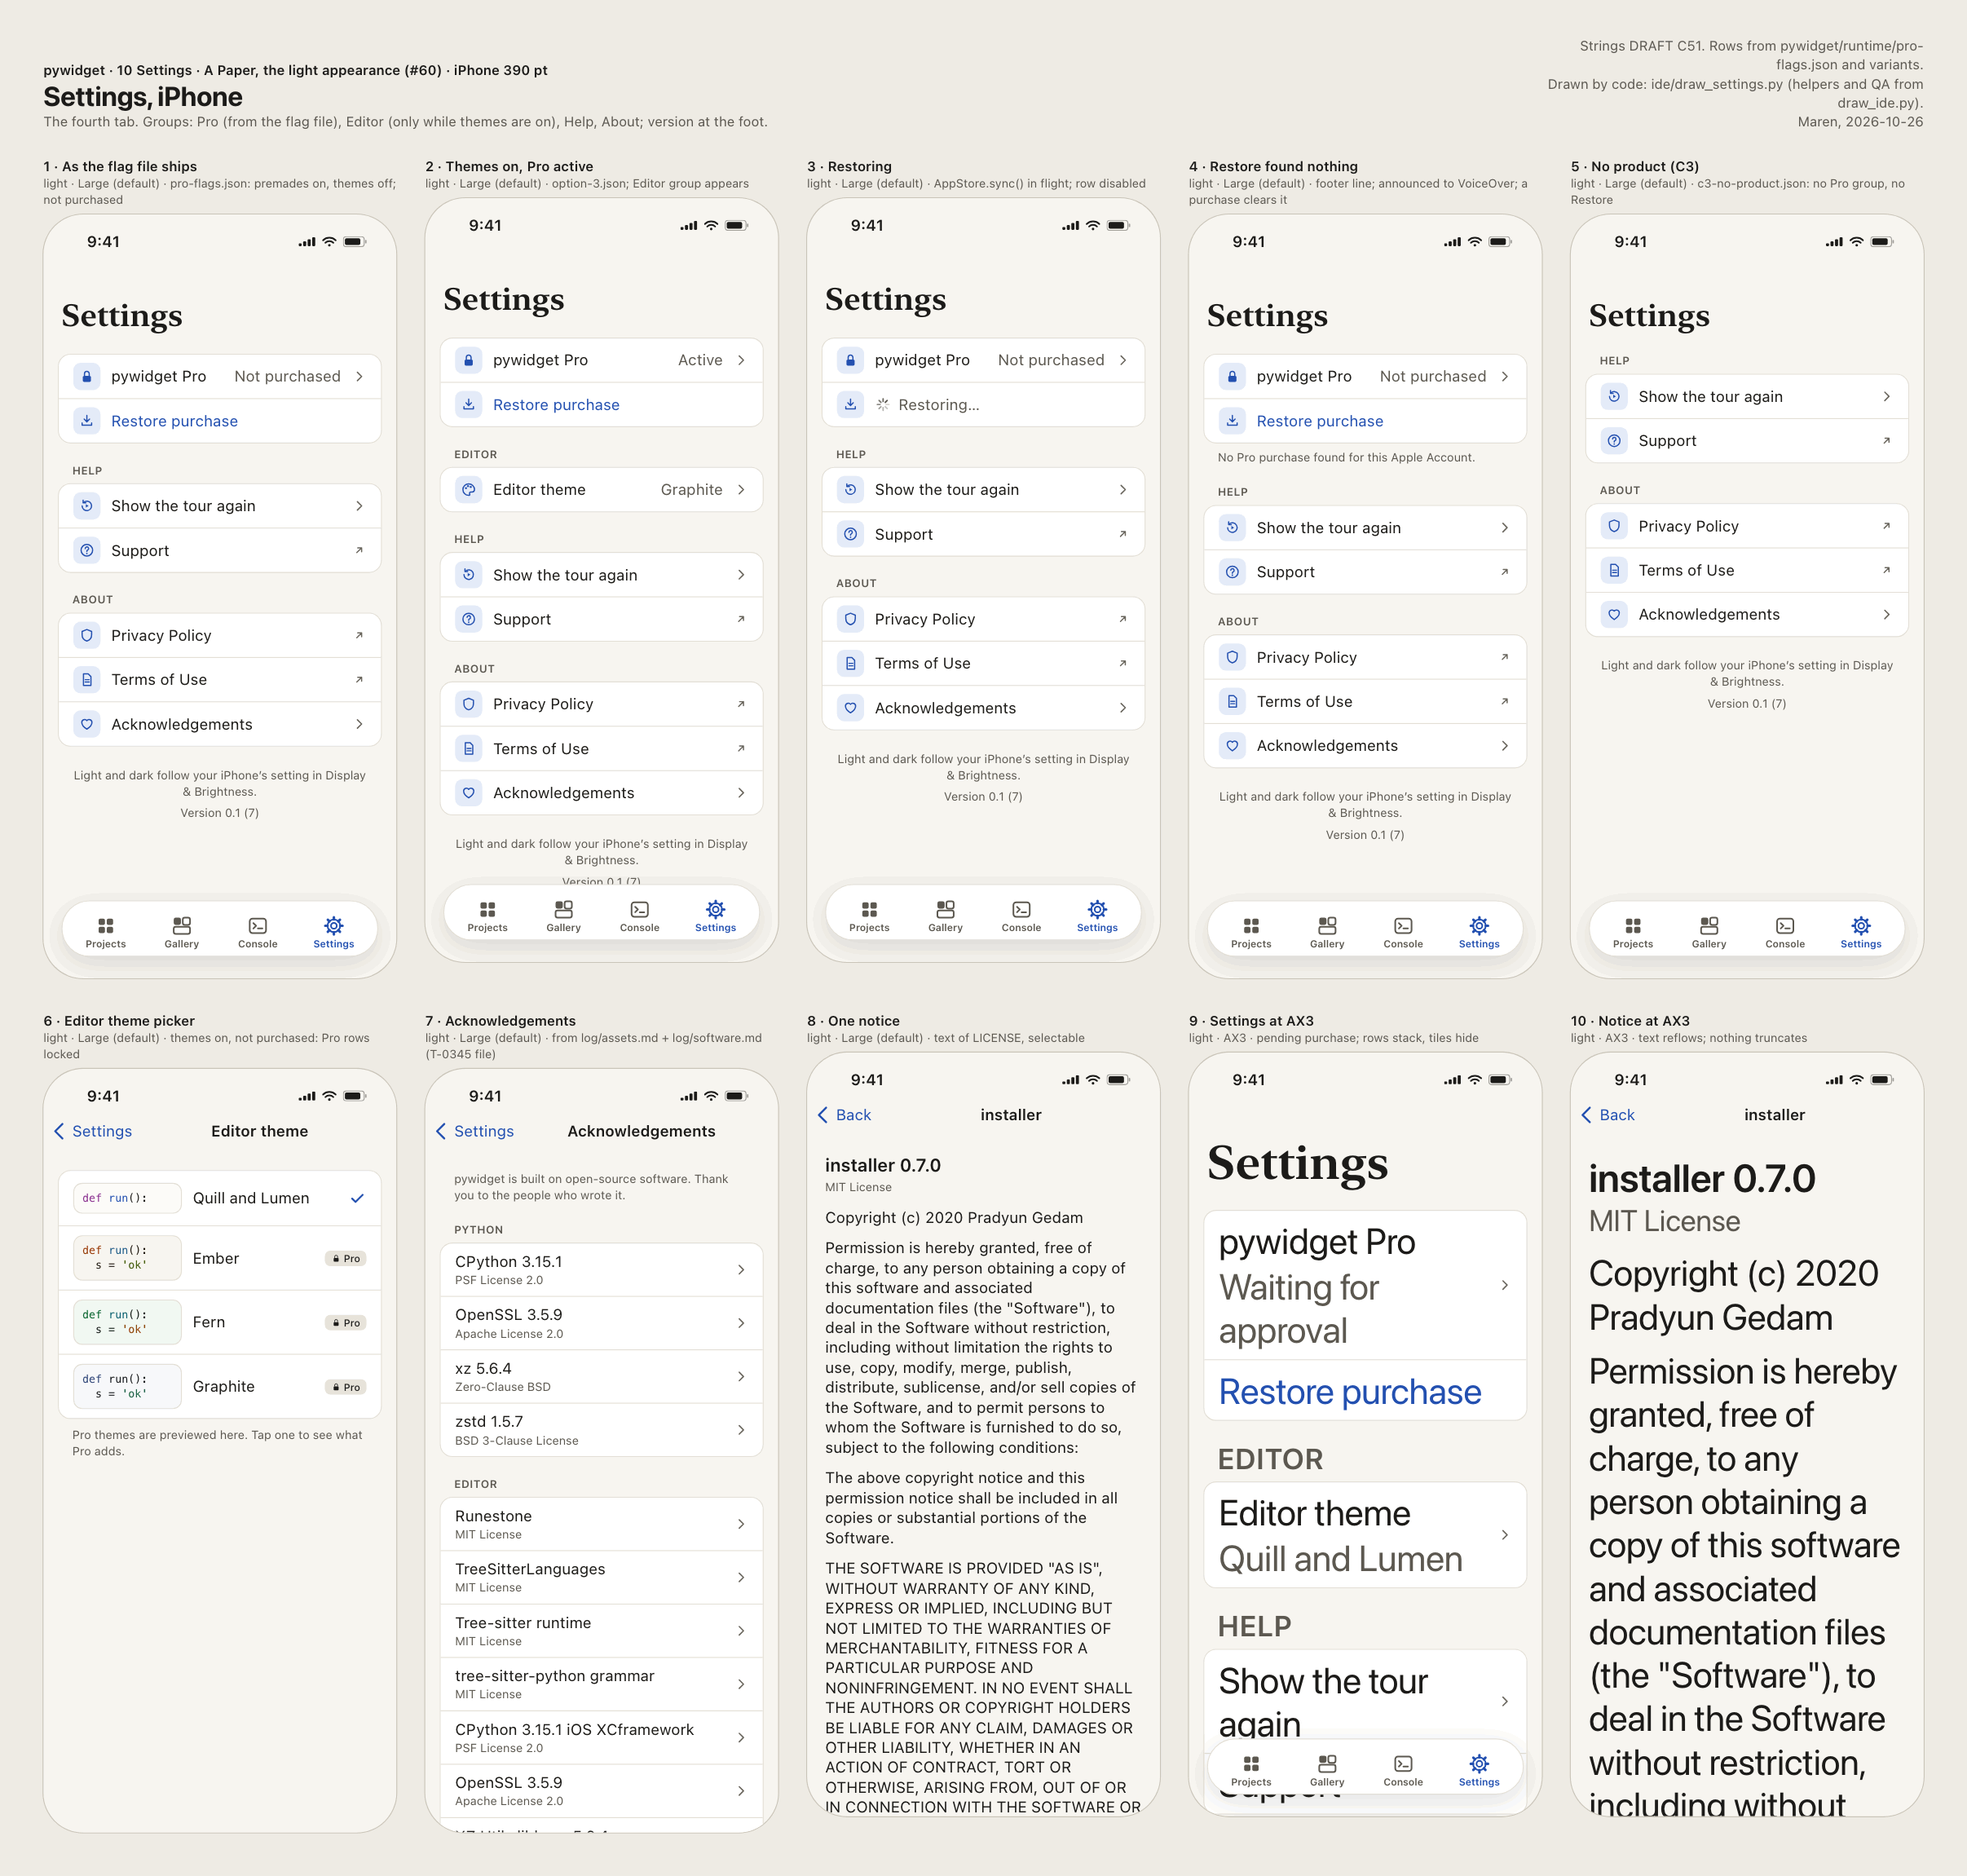 pywidget · 10 Settings · A Paper, the light appearance (#60) · iPhone 390 pt
Settings, iPhone
The fourth tab. Groups: Pro (from the flag file), Editor (only while themes are on), Help, About; version at the foot.
Strings DRAFT C51. Rows from pywidget/runtime/pro-
flags.json and variants.
Drawn by code: ide/draw_settings.py (helpers and QA from
draw_ide.py).
Maren, 2026-10-26
1 · As the flag file ships
light · Large (default) · pro-flags.json: premades on, themes off;
not purchased
9:41
Settings
pywidget Pro Not purchased
Restore purchase
HELP
Show the tour again
Support
ABOUT
Privacy Policy
Terms of Use
Acknowledgements
Light and dark follow your iPhone's setting in Display
& Brightness.
Version 0.1 (7)
Projects Gallery Console Settings
2 · Themes on, Pro active
light · Large (default) · option-3.json; Editor group appears
9:41
Settings
pywidget Pro Active
Restore purchase
EDITOR
Editor theme Graphite
HELP
Show the tour again
Support
ABOUT
Privacy Policy
Terms of Use
Acknowledgements
Light and dark follow your iPhone's setting in Display
& Brightness.
Version 0.1 (7)
Projects Gallery Console Settings
3 · Restoring
light · Large (default) · AppStore.sync() in flight; row disabled
9:41
Settings
pywidget Pro Not purchased
Restoring...
HELP
Show the tour again
Support
ABOUT
Privacy Policy
Terms of Use
Acknowledgements
Light and dark follow your iPhone's setting in Display
& Brightness.
Version 0.1 (7)
Projects Gallery Console Settings
4 · Restore found nothing
light · Large (default) · footer line; announced to VoiceOver; a
purchase clears it
9:41
Settings
pywidget Pro Not purchased
Restore purchase
No Pro purchase found for this Apple Account.
HELP
Show the tour again
Support
ABOUT
Privacy Policy
Terms of Use
Acknowledgements
Light and dark follow your iPhone's setting in Display
& Brightness.
Version 0.1 (7)
Projects Gallery Console Settings
5 · No product (C3)
light · Large (default) · c3-no-product.json: no Pro group, no
Restore
9:41
Settings
HELP
Show the tour again
Support
ABOUT
Privacy Policy
Terms of Use
Acknowledgements
Light and dark follow your iPhone's setting in Display
& Brightness.
Version 0.1 (7)
Projects Gallery Console Settings
6 · Editor theme picker
light · Large (default) · themes on, not purchased: Pro rows
locked
9:41
Settings Editor theme
def run(): Quill and Lumen
def run():
s = 'ok'
Ember Pro
def run():
s = 'ok'
Fern Pro
def run():
s = 'ok'
Graphite Pro
Pro themes are previewed here. Tap one to see what
Pro adds.
7 · Acknowledgements
light · Large (default) · from log/assets.md + log/software.md
(T-0345 file)
9:41
Settings Acknowledgements
pywidget is built on open-source software. Thank
you to the people who wrote it.
PYTHON
CPython 3.15.1
PSF License 2.0
OpenSSL 3.5.9
Apache License 2.0
xz 5.6.4
Zero-Clause BSD
zstd 1.5.7
BSD 3-Clause License
EDITOR
Runestone
MIT License
TreeSitterLanguages
MIT License
Tree-sitter runtime
MIT License
tree-sitter-python grammar
MIT License
CPython 3.15.1 iOS XCframework
PSF License 2.0
OpenSSL 3.5.9
Apache License 2.0
8 · One notice
light · Large (default) · text of LICENSE, selectable
9:41
Back installer
installer 0.7.0
MIT License
Copyright (c) 2020 Pradyun Gedam
Permission is hereby granted, free of
charge, to any person obtaining a copy of
this software and associated
documentation files (the "Software"), to
deal in the Software without restriction,
including without limitation the rights to
use, copy, modify, merge, publish,
distribute, sublicense, and/or sell copies of
the Software, and to permit persons to
whom the Software is furnished to do so,
subject to the following conditions:
The above copyright notice and this
permission notice shall be included in all
copies or substantial portions of the
Software.
THE SOFTWARE IS PROVIDED "AS IS",
WITHOUT WARRANTY OF ANY KIND,
EXPRESS OR IMPLIED, INCLUDING BUT
NOT LIMITED TO THE WARRANTIES OF
MERCHANTABILITY, FITNESS FOR A
PARTICULAR PURPOSE AND
NONINFRINGEMENT. IN NO EVENT SHALL
THE AUTHORS OR COPYRIGHT HOLDERS
BE LIABLE FOR ANY CLAIM, DAMAGES OR
OTHER LIABILITY, WHETHER IN AN
ACTION OF CONTRACT, TORT OR
OTHERWISE, ARISING FROM, OUT OF OR
IN CONNECTION WITH THE SOFTWARE OR
9 · Settings at AX3
light · AX3 · pending purchase; rows stack, tiles hide
9:41
Settings
pywidget Pro
Waiting for
approval
Restore purchase
EDITOR
Editor theme
Quill and Lumen
HELP
Show the tour
again
Support
Projects Gallery Console Settings
10 · Notice at AX3
light · AX3 · text reflows; nothing truncates
9:41
Back installer
installer 0.7.0
MIT License
Copyright (c) 2020
Pradyun Gedam
Permission is hereby
granted, free of
charge, to any
person obtaining a
copy of this software
and associated
documentation files
(the "Software"), to
deal in the Software
without restriction,
including without